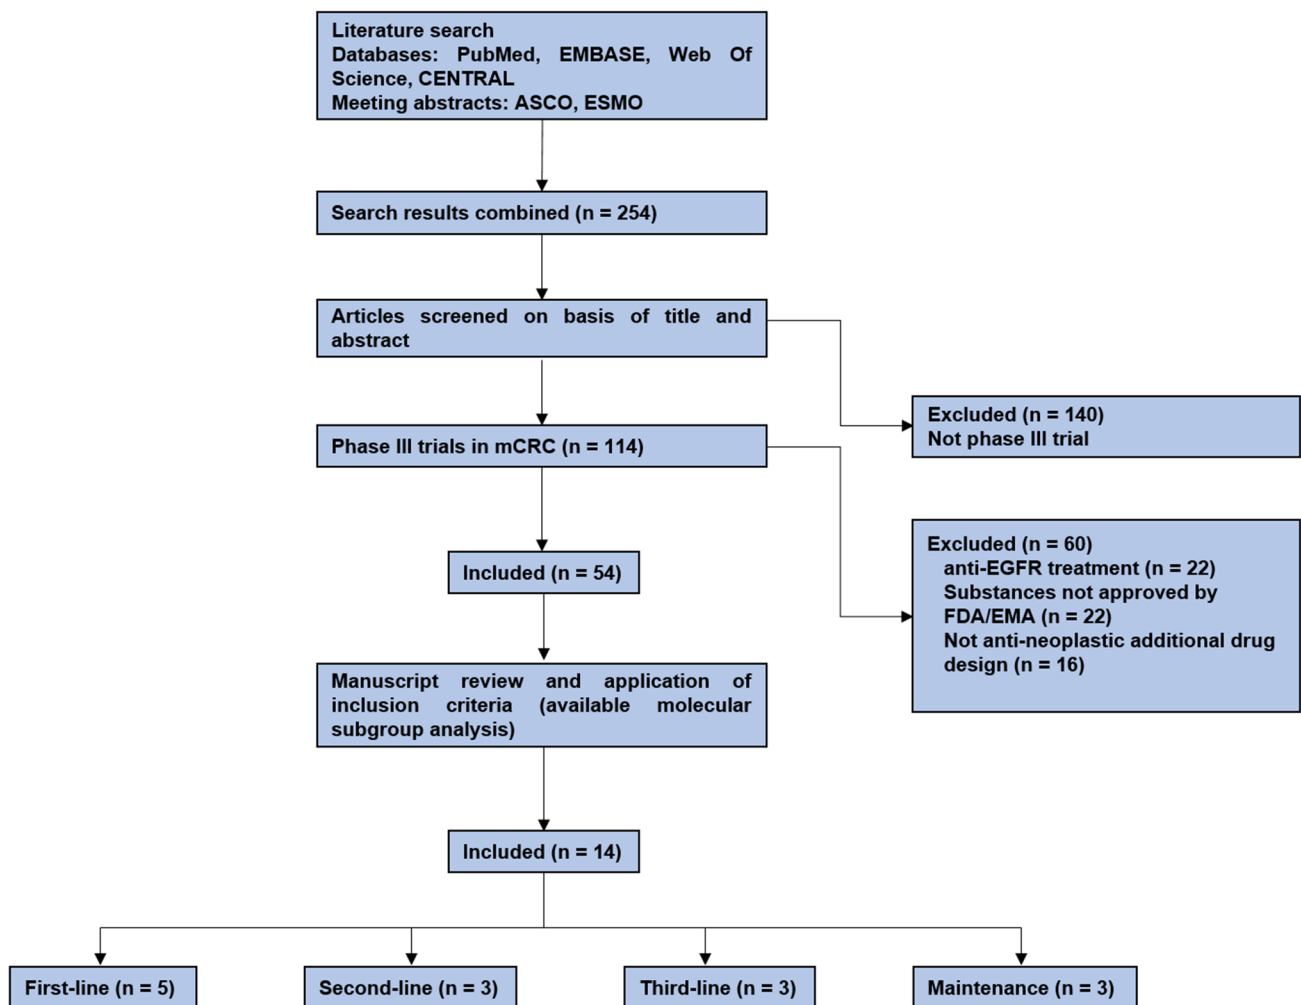 Literature search
Databases: PubMed, EMBASE, Web Of
Science, CENTRAL
Meeting abstracts: ASCO, ESMO
Search results combined (n = 254)
Articles screened on basis of title and
abstract
Excluded (n = 140)
Not phase III trial
Phase III trials in mCRC (n = 114)
Excluded (n = 60)
anti-EGFR treatment (n = 22)
Substances not approved by
FDA/EMA (n = 22)
Not anti-neoplastic additional drug
design (n = 16)
Included (n = 54)
Manuscript review and application of
inclusion criteria (available molecular
subgroup analysis)
Included (n = 14)
First-line (n = 5)
Second-line (n = 3)
Third-line (n = 3)
Maintenance (n = 3)